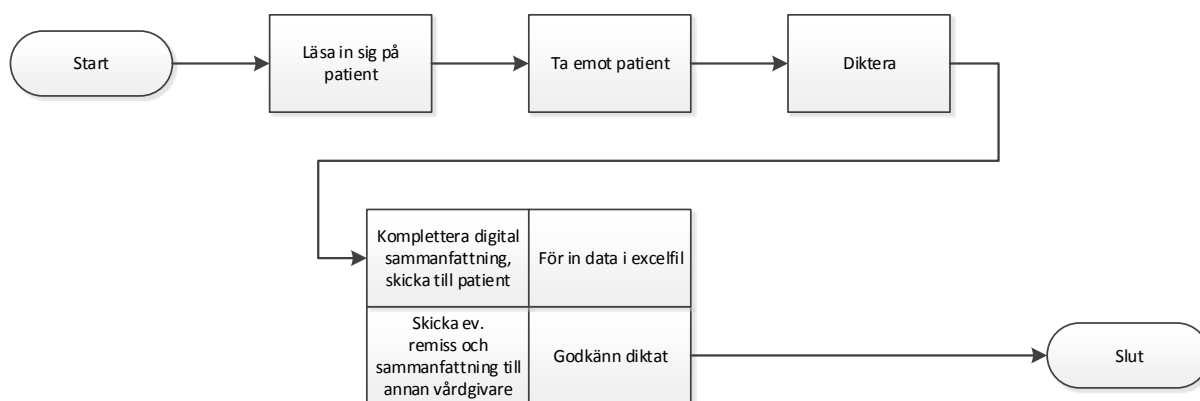 Start
Läsa in sig på
patient
Ta emot patient
Diktera
Komplettera digital
sammanfattning,
skicka till patient
För in data i excelfil
Skicka ev.
remiss och
sammanfattning till
annan vårdgivare
Godkänn diktat
Slut